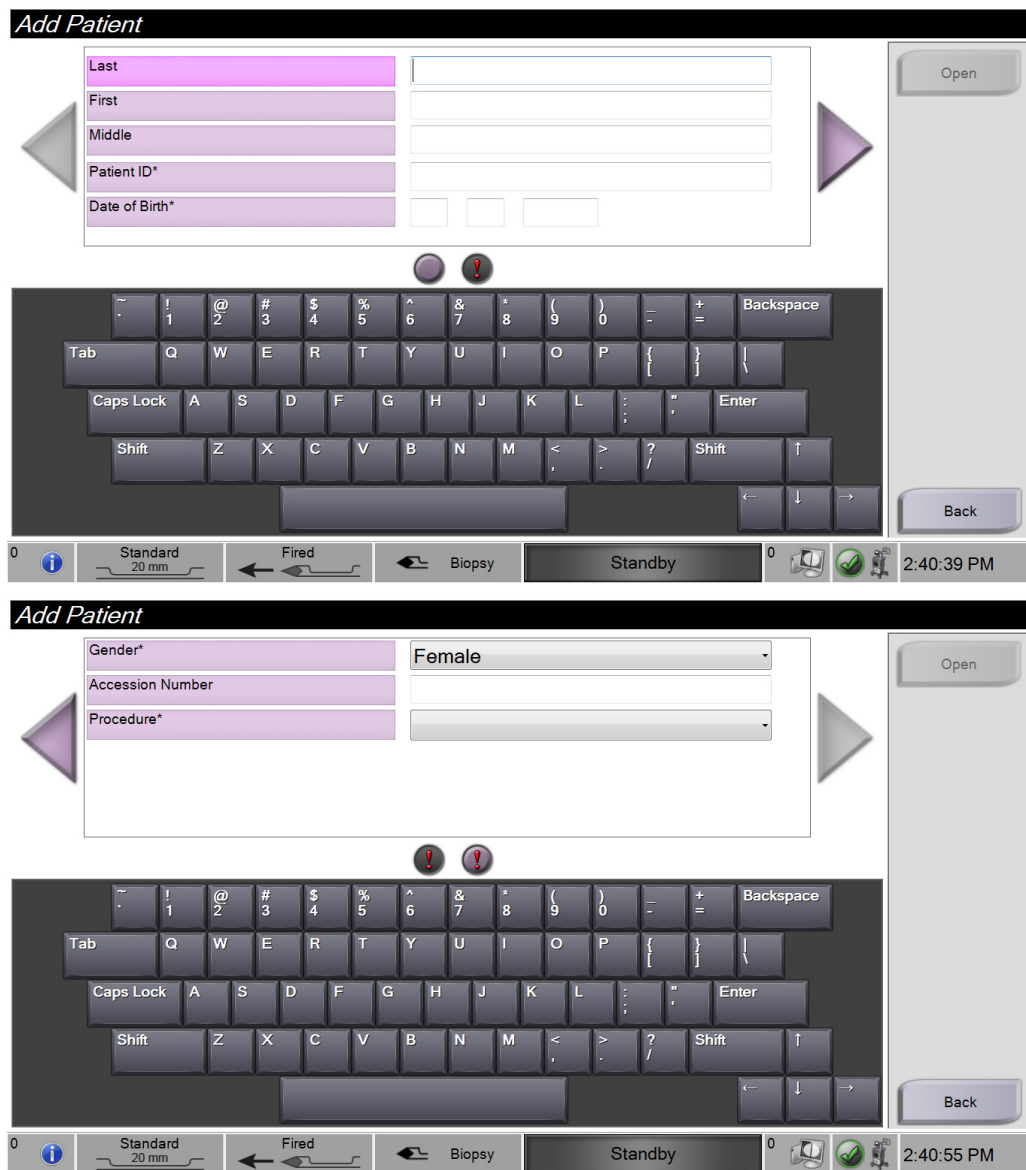 Add Patient
Last
Open
First
Middle
Patient ID*
Date of Birth*
~ ! @ # $ % ^ & * ( ) _ + Backspace
` 1 2 3 4 5 6 7 8 9 0 - =
Tab Q W E R T Y U I O P { } |
[ ] \
Caps Lock A S D F G H J K L : " Enter
; '
Shift Z X C V B N M < > ? Shift ↑
, . /
← ↓ →
Back
0 Standard Fired Biopsy Standby 0 2:40:39 PM
20 mm
Add Patient
Gender* Female
Open
Accession Number
Procedure*
~ ! @ # $ % ^ & * ( ) _ + Backspace
` 1 2 3 4 5 6 7 8 9 0 - =
Tab Q W E R T Y U I O P { } |
[ ] \
Caps Lock A S D F G H J K L : " Enter
; '
Shift Z X C V B N M < > ? Shift ↑
, . /
← ↓ →
Back
0 Standard Fired Biopsy Standby 0 2:40:55 PM
20 mm